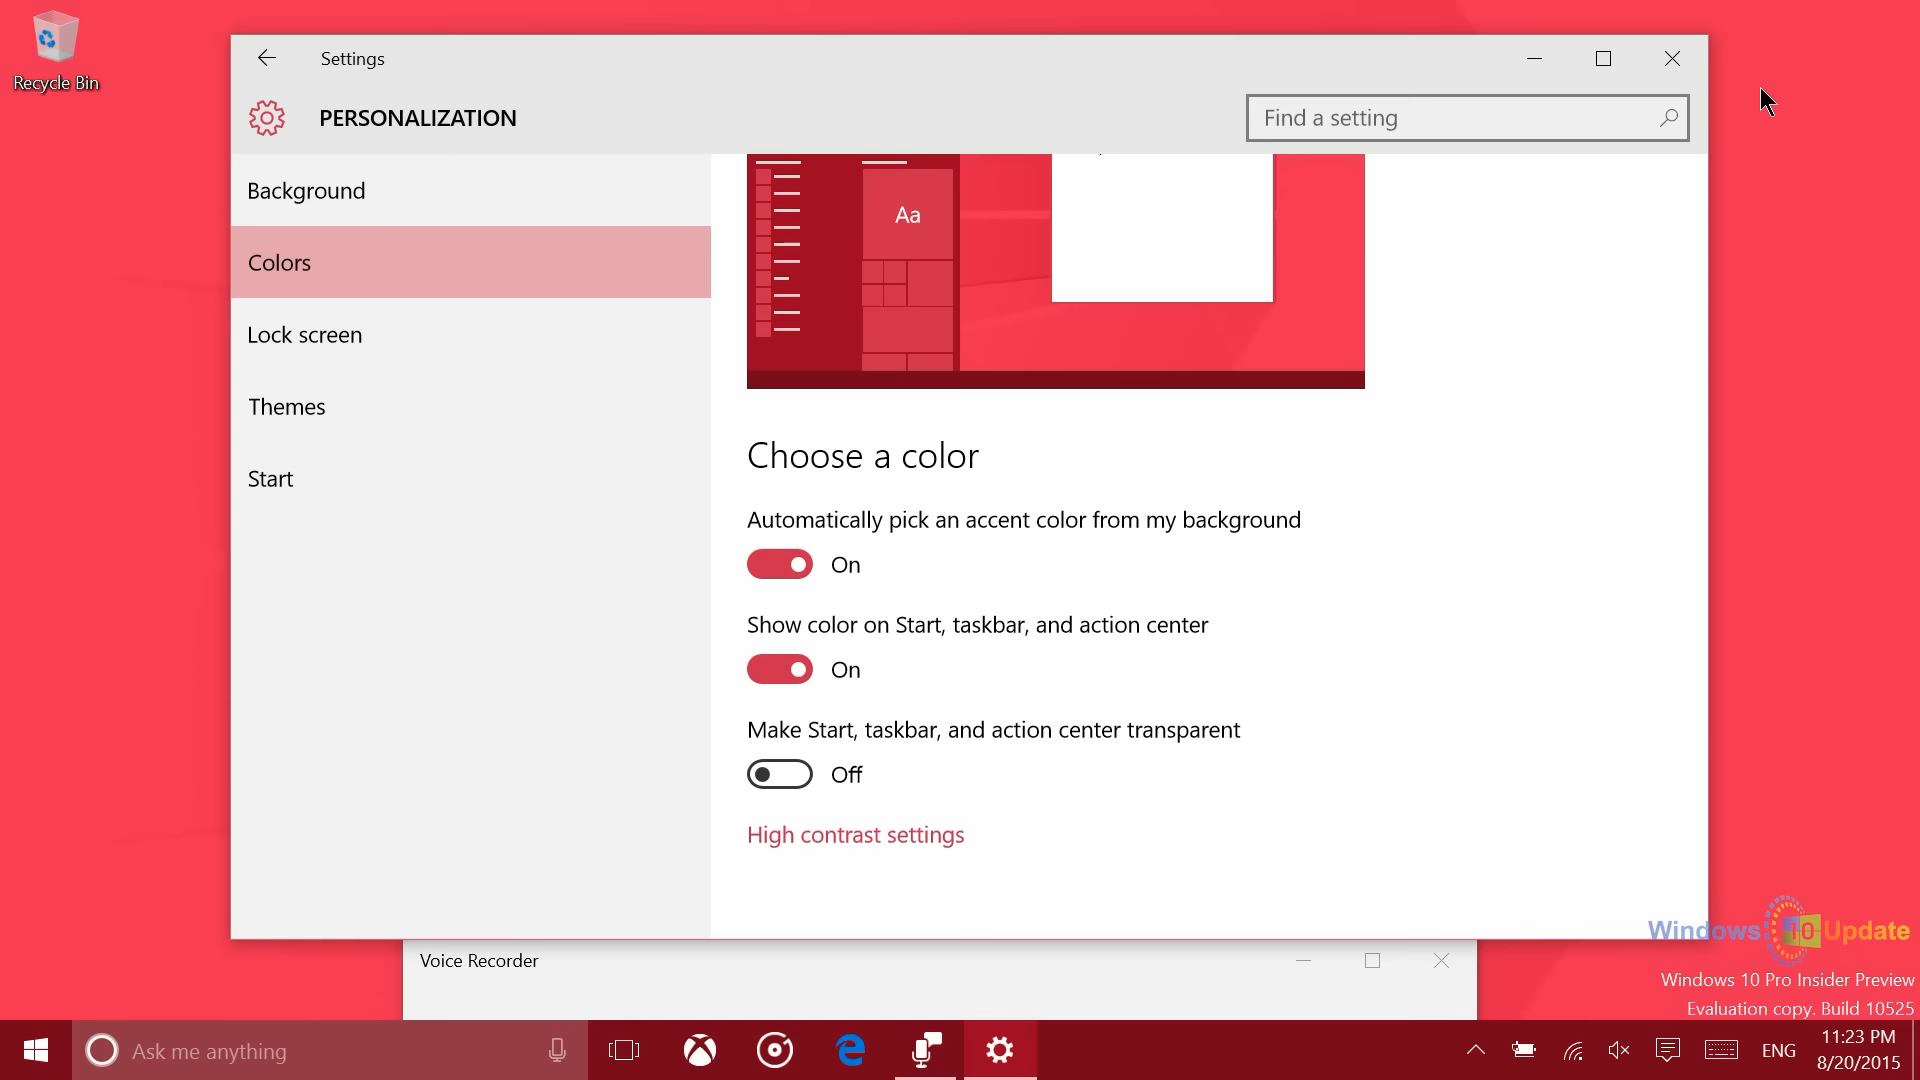 Recycle Bin
Settings
PERSONALIZATION
Find a setting
Background
Colors
Lock screen
Themes
Start
Aa
Choose a color
Automatically pick an accent color from my background
On
Show color on Start, taskbar, and action center
On
Make Start, taskbar, and action center transparent
Off
High contrast settings
Voice Recorder
Windows 10 Update
Windows 10 Pro Insider Preview
Evaluation copy. Build 10525
Ask me anything
ENG
11:23 PM
8/20/2015